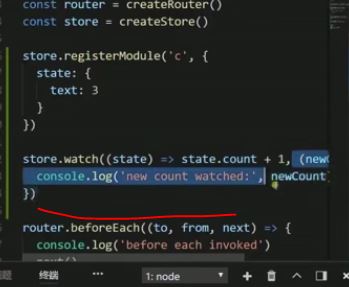 const router = createRouter()
const store = createStore()
store.registerModule('c', {
state: {
text: 3
}
})
store.watch((state) => state.count + 1, (new
console.log('new count watched:', newCount
})
router.beforeEach((to, from, next) => {
console.log('before each invoked')
next()
题 终端 ··· 1: node